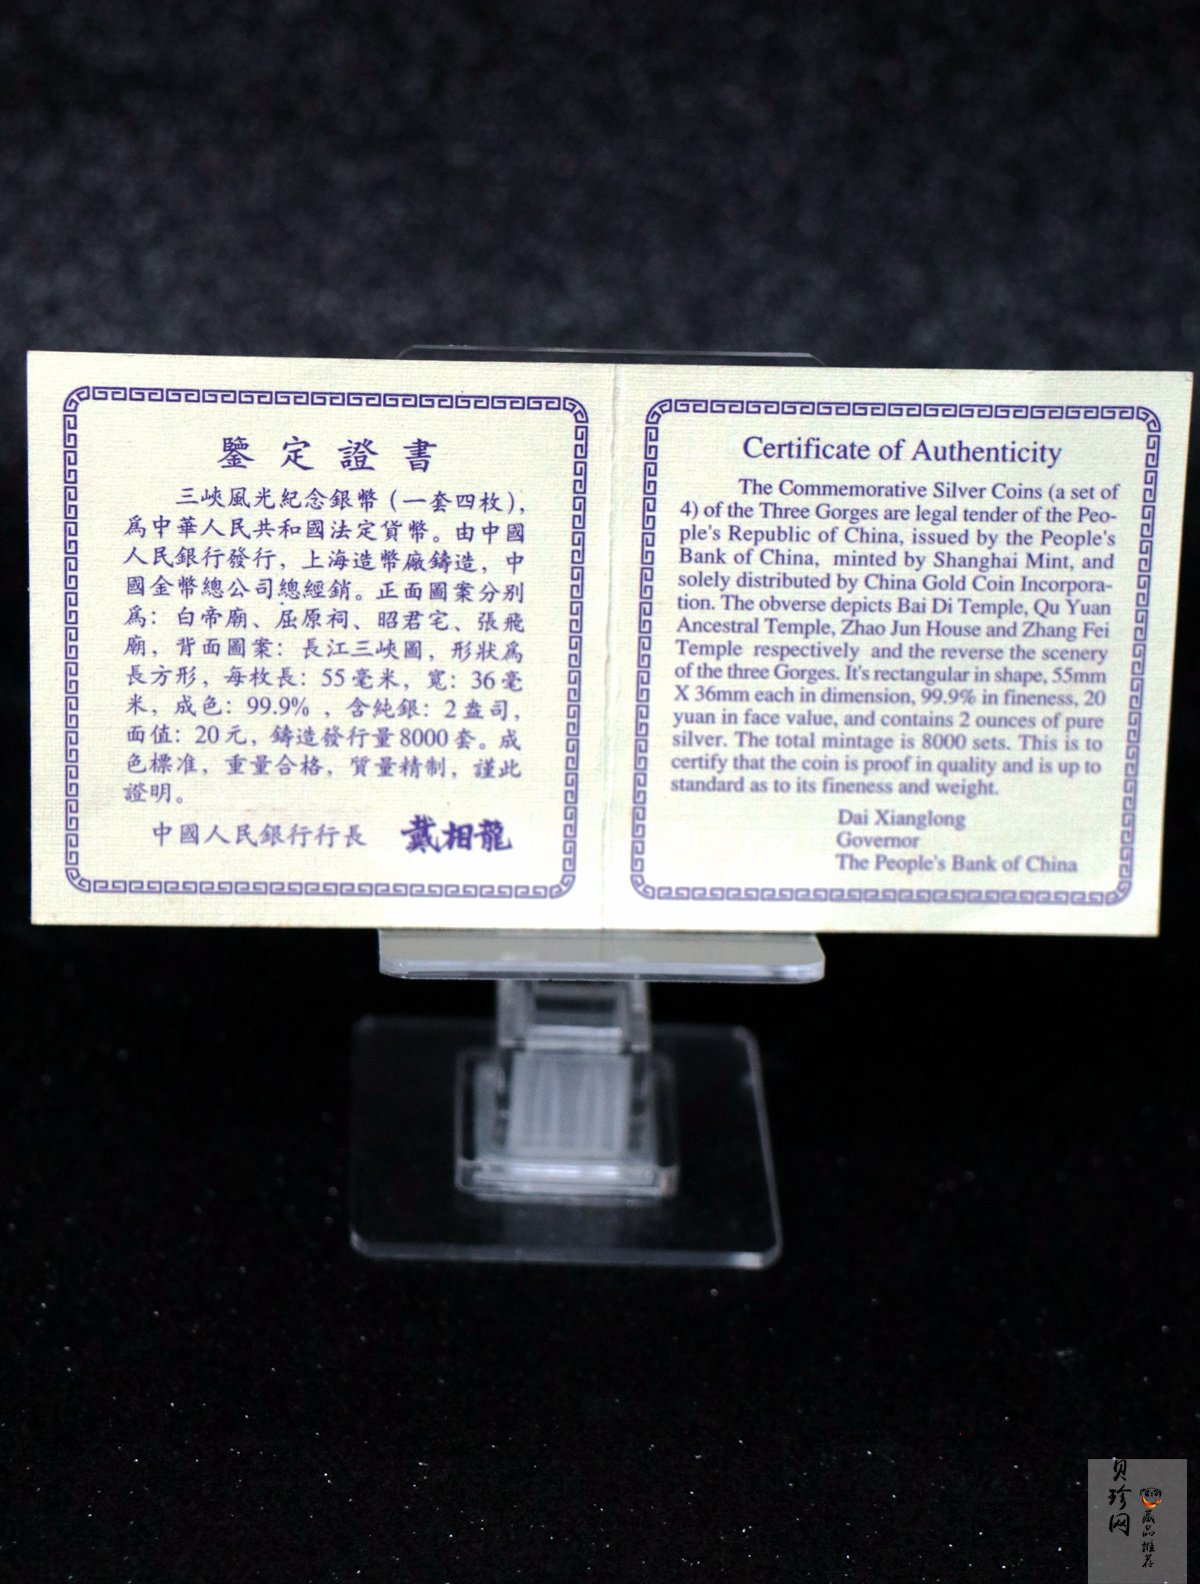 鑒定證書
三峽風光紀念銀幣(一套四枚),
爲中華人民共和國法定貨幣。由中國
人民銀行發行，上海造幣廠鑄造，中
國金幣總公司總經銷。正面圖案分别
爲：白帝廟、屈原祠、昭君宅、張飛
廟，背面圖案：長江三峽圖，形狀爲
長方形，每枚長：55毫米，寬：36毫
米，成色：99.9%，含純銀：2盎司，
面值：20元，鑄造發行量8000套。成
色標准，重量合格，質量精制，謹此
證明。
中國人民銀行行長 戴相龍
Certificate of Authenticity
The Commemorative Silver Coins (a set of
4) of the Three Gorges are legal tender of the Peo-
ple's Republic of China, issued by the People's
Bank of China, minted by Shanghai Mint, and
solely distributed by China Gold Coin Incorpora-
tion. The obverse depicts Bai Di Temple, Qu Yuan
Ancestral Temple, Zhao Jun House and Zhang Fei
Temple respectively and the reverse the scenery
of the three Gorges. It's rectangular in shape, 55mm
X 36mm each in dimension, 99.9% in fineness, 20
yuan in face value, and contains 2 ounces of pure
silver. The total mintage is 8000 sets. This is to
certify that the coin is proof in quality and is up to
standard as to its fineness and weight.
Dai Xianglong
Governor
The People's Bank of China
贝珍网
藏品推荐